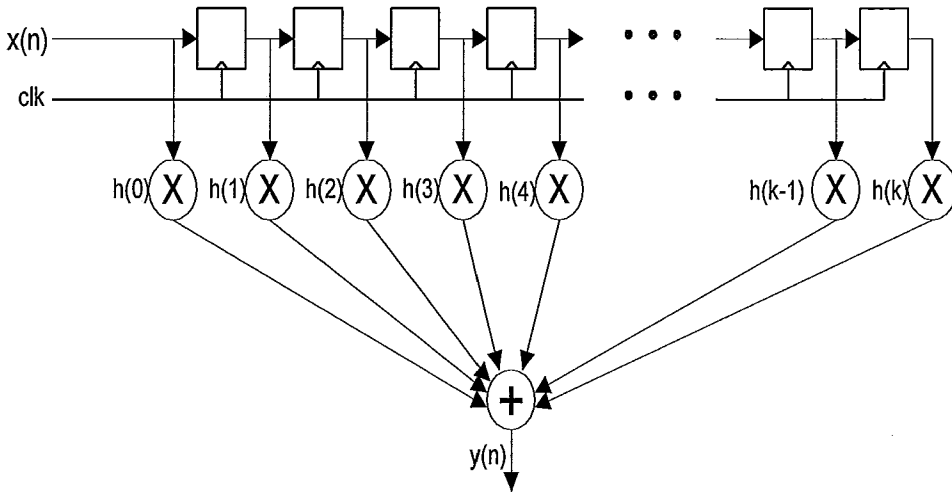 x(n)
clk
h(0) X h(1) X h(2) X h(3) X h(4) X h(k-1) X h(k) X
+
y(n)